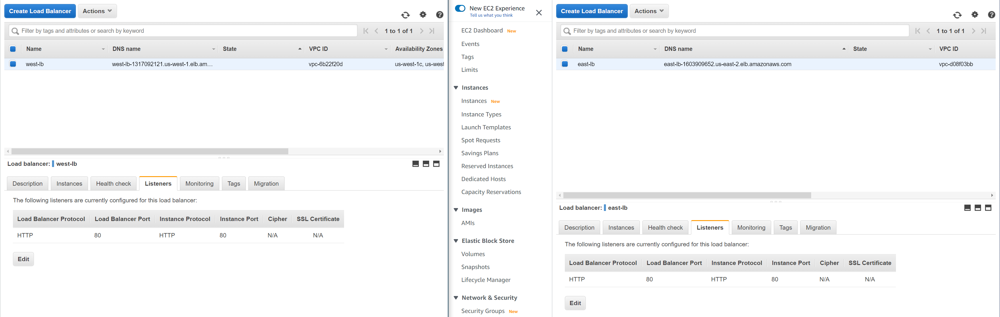 Create Load Balancer Actions
Filter by tags and attributes or search by keyword 1 to 1 of 1
Name DNS name State VPC ID Availability Zones
west-lb west-lb-1317092121.us-west-1.elb.am... vpc-6b22f20d us-west-1c, us-west
Load balancer: west-lb
Description Instances Health check Listeners Monitoring Tags Migration
The following listeners are currently configured for this load balancer:
Load Balancer Protocol Load Balancer Port Instance Protocol Instance Port Cipher SSL Certificate
HTTP 80 HTTP 80 N/A N/A
Edit
New EC2 Experience
Tell us what you think
EC2 Dashboard New
Events
Tags
Limits
Instances
Instances New
Instance Types
Launch Templates
Spot Requests
Savings Plans
Reserved Instances
Dedicated Hosts
Capacity Reservations
Images
AMIs
Elastic Block Store
Volumes
Snapshots
Lifecycle Manager
Network & Security
Security Groups New
Create Load Balancer Actions
Filter by tags and attributes or search by keyword 1 to 1 of 1
Name DNS name State VPC ID
east-lb east-lb-1603909652.us-east-2.elb.amazonaws.com vpc-d08f03bb
Load balancer: east-lb
Description Instances Health check Listeners Monitoring Tags Migration
The following listeners are currently configured for this load balancer:
Load Balancer Protocol Load Balancer Port Instance Protocol Instance Port Cipher SSL Certificate
HTTP 80 HTTP 80 N/A N/A
Edit